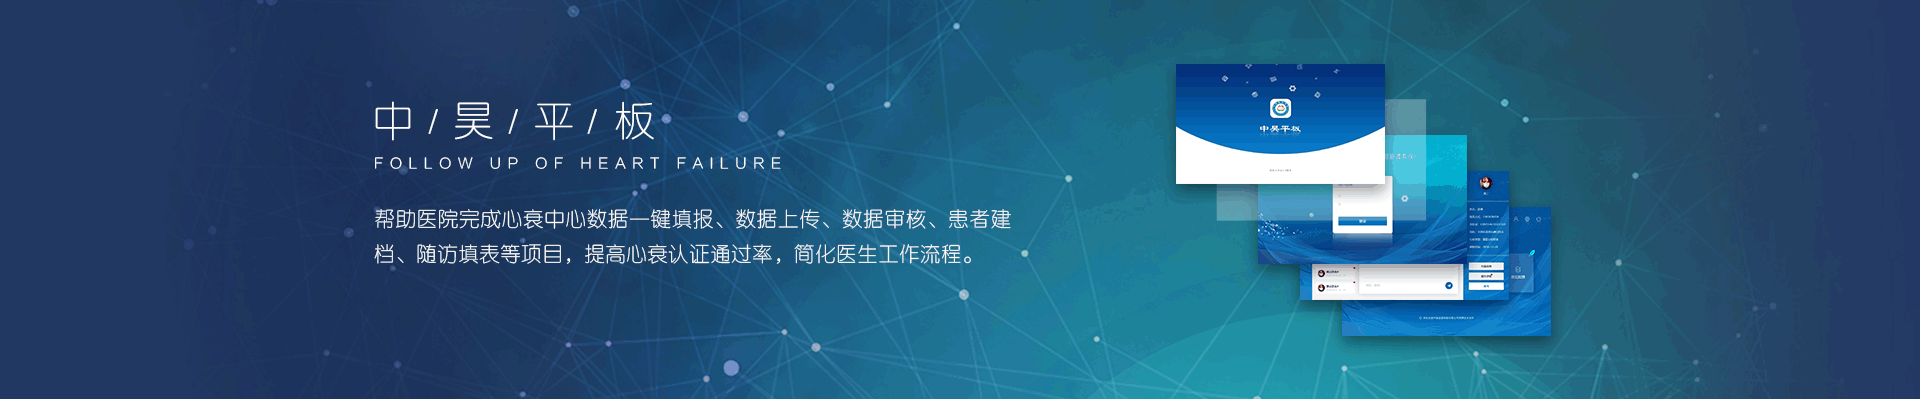 中/昊/平/板
FOLLOW UP OF HEART FAILURE
帮助医院完成心衰中心数据一键填报、数据上传、数据审核、患者建
档、随访填表等项目，提高心衰认证通过率，简化医生工作流程。
中昊平板